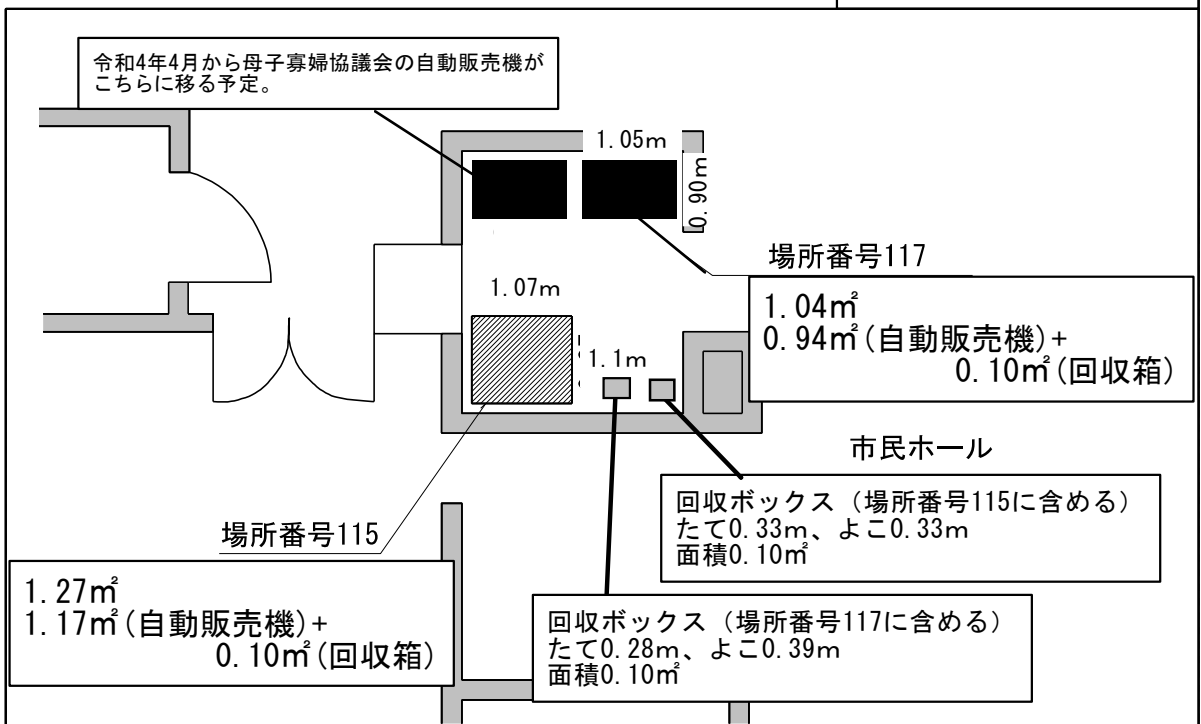 令和4年4月から母子寡婦協議会の自動販売機が
こちらに移る予定。
1.05m
0.90m
場所番号117
1.07m
1.04㎡
0.94㎡(自動販売機)+
0.10㎡(回収箱)
1.1m
市民ホール
回収ボックス（場所番号115に含める）
たて0.33m、よこ0.33m
面積0.10㎡
場所番号115
1.27㎡
1.17㎡(自動販売機)+
0.10㎡(回収箱)
回収ボックス（場所番号117に含める）
たて0.28m、よこ0.39m
面積0.10㎡